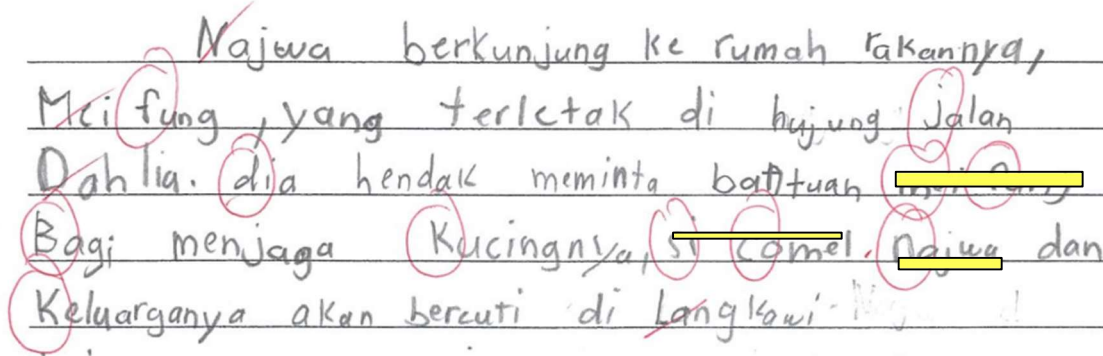 Najwa berkunjung ke rumah rakannya,
Mei fung, yang terletak di hujung jalan
Dahlia. dia hendak meminta bantuan
Bagi menjaga Kucingnya, si comel. najwa dan
Keluarganya akan bercuti di Langkawi